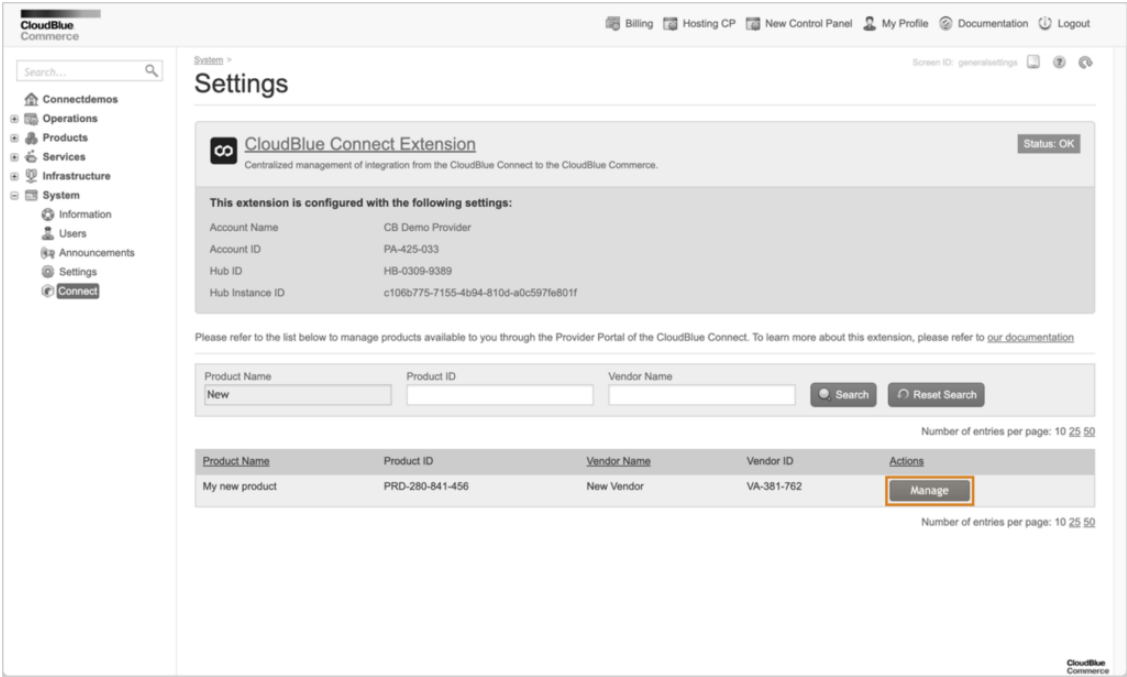 CloudBlue
Commerce
Billing Hosting CP New Control Panel My Profile Documentation Logout
Search...
Connectdemos
Operations
Products
Services
Infrastructure
System
Information
Users
Announcements
Settings
Connect
System >
Screen ID: generalsettings
Settings
CloudBlue Connect Extension
Status: OK
Centralized management of integration from the CloudBlue Connect to the CloudBlue Commerce.
This extension is configured with the following settings:
Account Name CB Demo Provider
Account ID PA-425-033
Hub ID HB-0309-9389
Hub Instance ID c106b775-7155-4b94-810d-a0c597fe801f
Please refer to the list below to manage products available to you through the Provider Portal of the CloudBlue Connect. To learn more about this extension, please refer to our documentation
Product Name Product ID Vendor Name
New Search Reset Search
Number of entries per page: 10 25 50
Product Name Product ID Vendor Name Vendor ID Actions
My new product PRD-280-841-456 New Vendor VA-381-762 Manage
Number of entries per page: 10 25 50
CloudBlue
Commerce